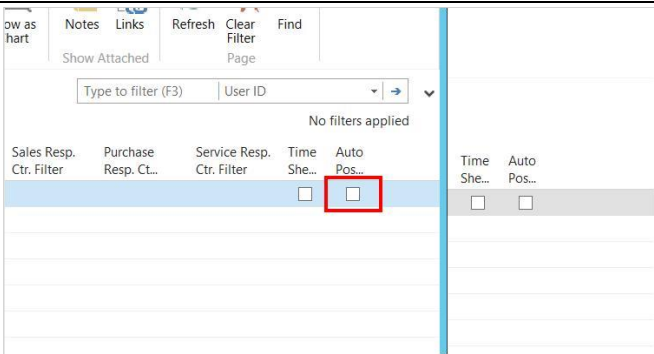 ow as Notes Links Refresh Clear Find
hart Filter
Show Attached Page
Type to filter (F3) User ID
No filters applied
Sales Resp. Purchase Service Resp. Time Auto
Ctr. Filter Resp. Ct... Ctr. Filter She... Pos...
Time Auto
She... Pos...